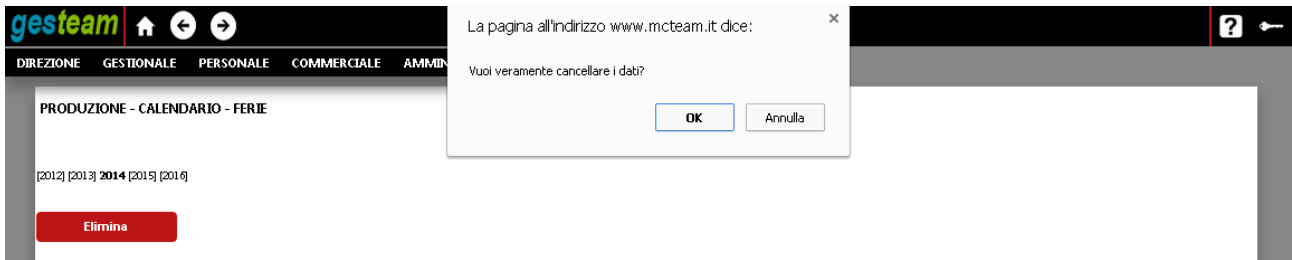 gesteam
?
DIREZIONE GESTIONALE PERSONALE COMMERCIALE AMMIN
La pagina all'indirizzo www.mcteam.it dice:
×
Vuoi veramente cancellare i dati?
OK Annulla
PRODUZIONE - CALENDARIO - FERIE
[2012] [2013] 2014 [2015] [2016]
Elimina